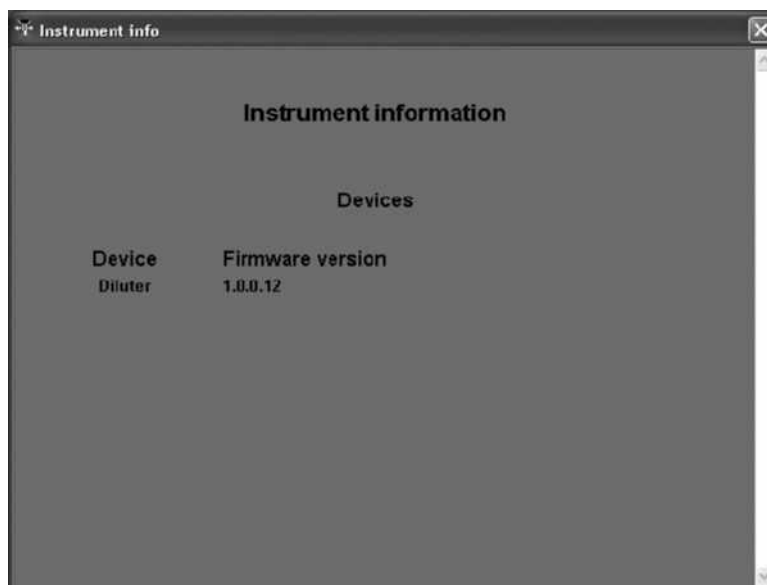 Instrument info
Instrument information
Devices
Device Firmware version
Diluter 1.0.0.12